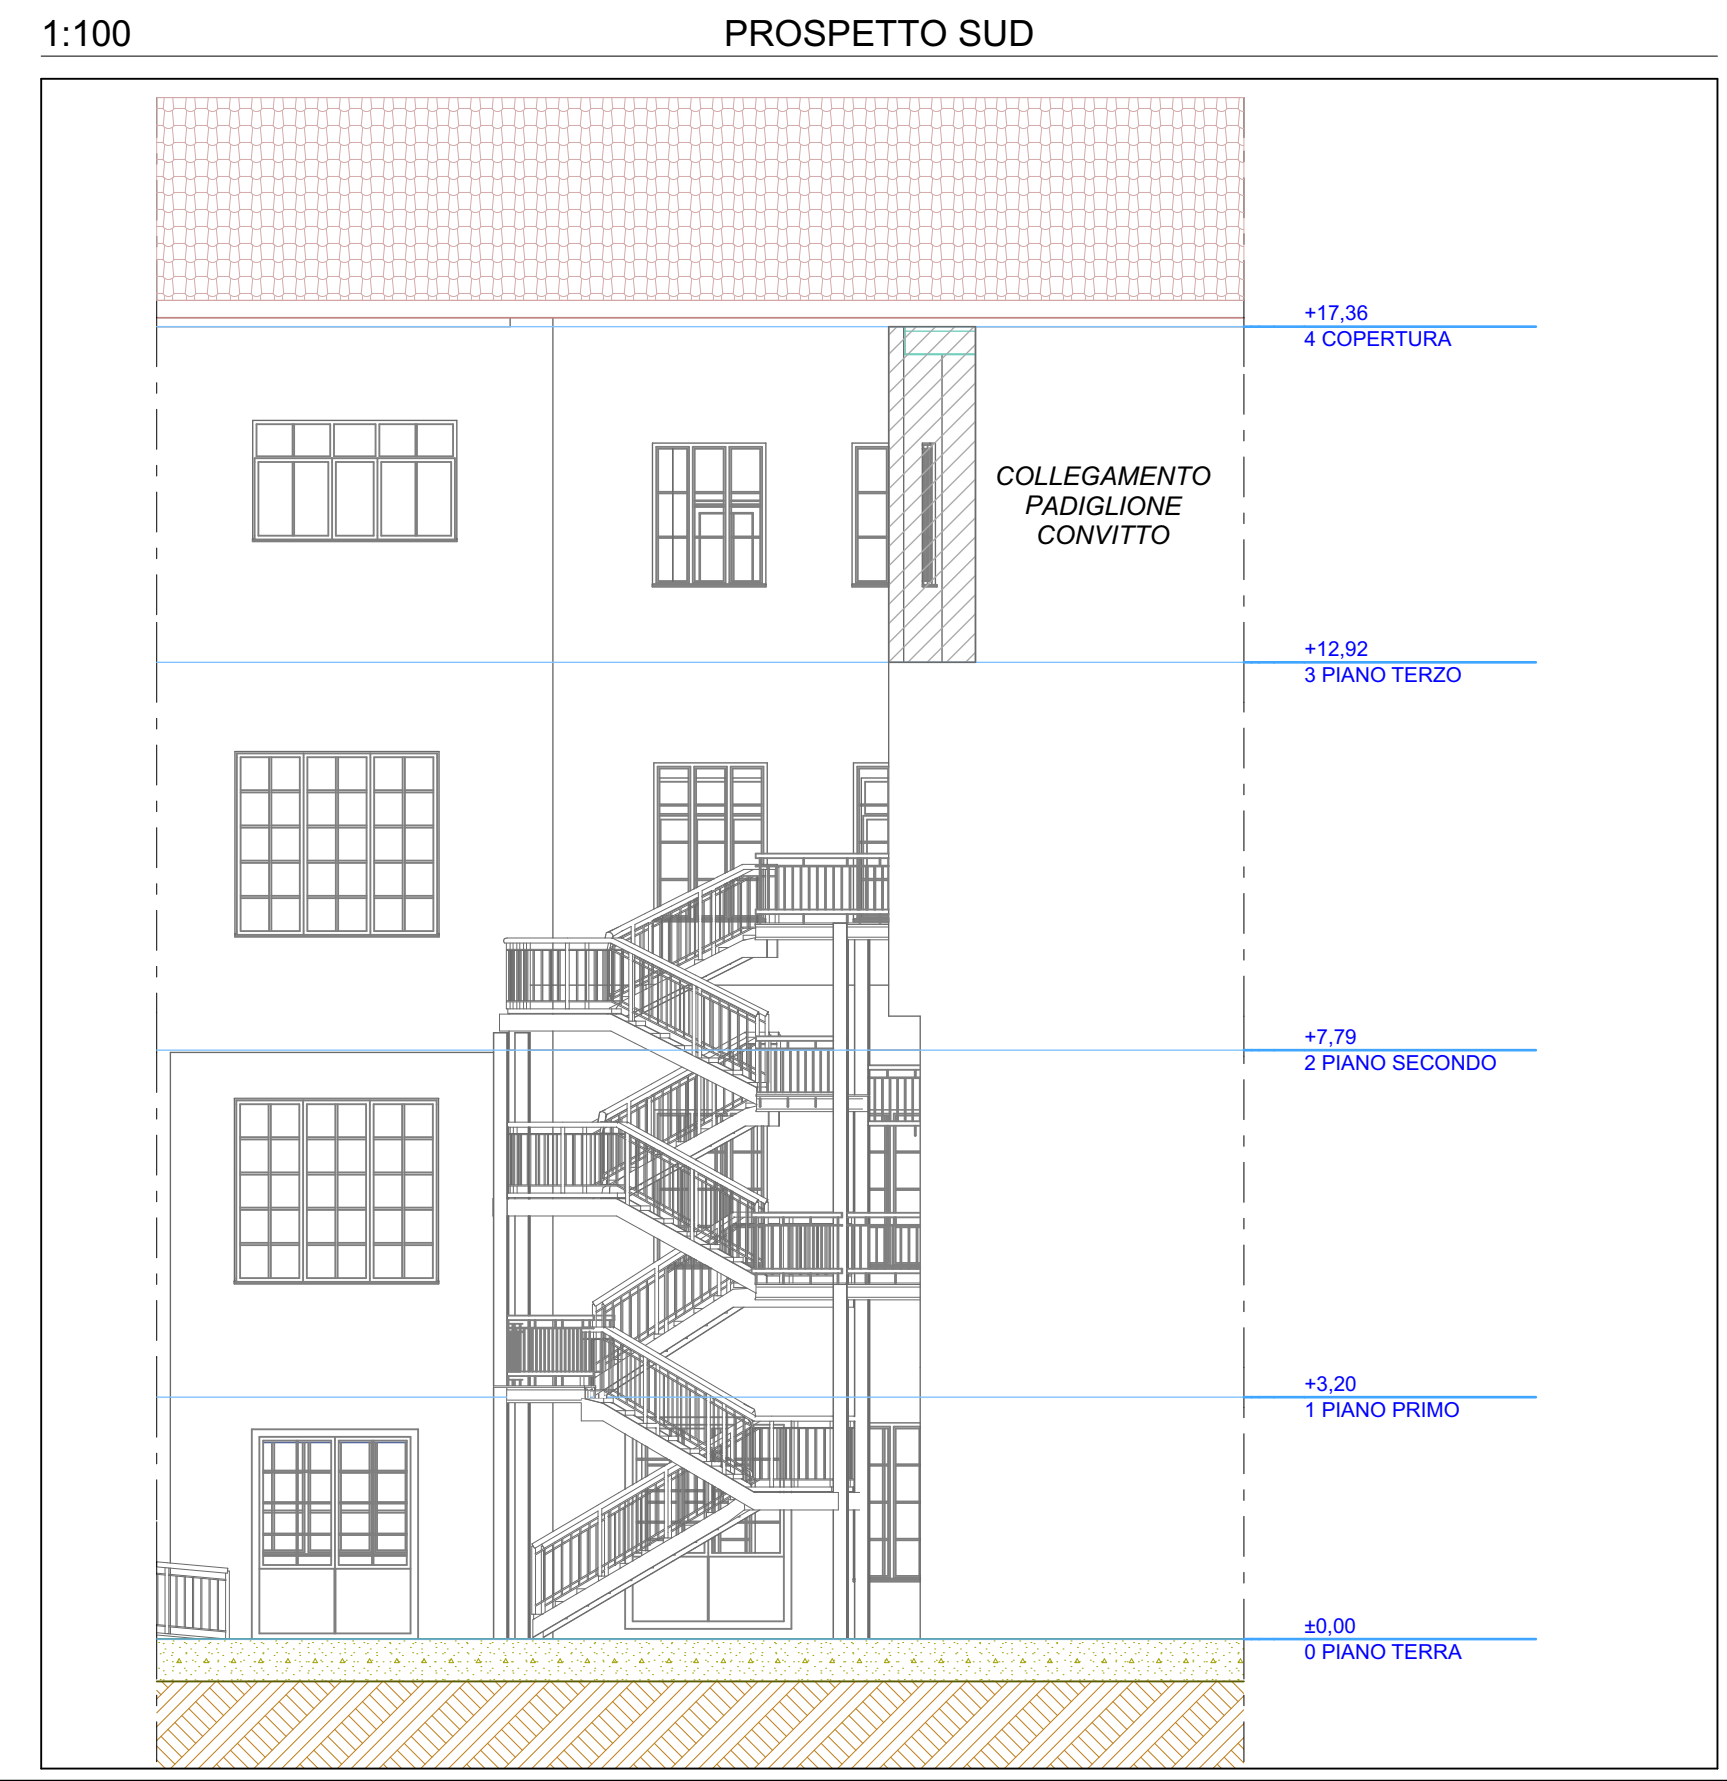 1:100
PROSPETTO SUD
+17,36
4 COPERTURA
COLLEGAMENTO
PADIGLIONE
CONVITTO
+12,92
3 PIANO TERZO
+7,79
2 PIANO SECONDO
+3,20
1 PIANO PRIMO
±0,00
0 PIANO TERRA